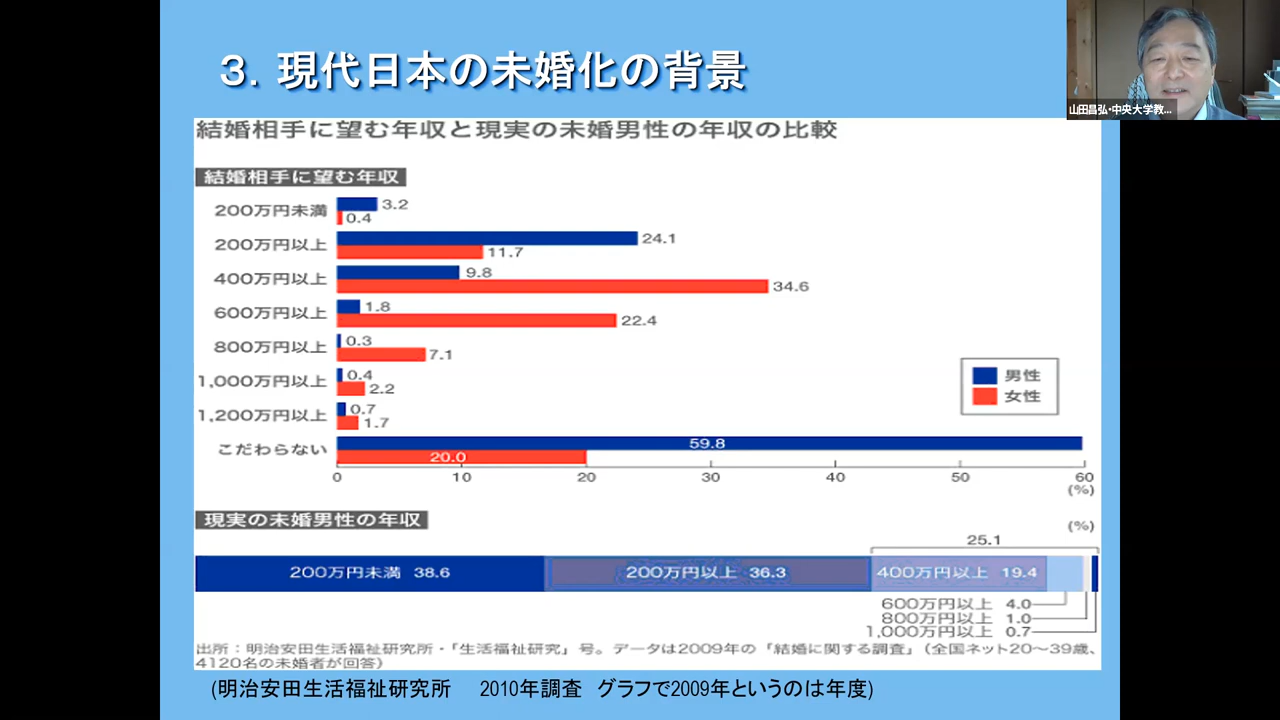 ３．現代日本の未婚化の背景
山田昌弘・中央大学教...
結婚相手に望む年収と現実の未婚男性の年収の比較
結婚相手に望む年収
200万円未満 3.2
0.4
200万円以上 24.1
11.7
400万円以上 9.8
34.6
600万円以上 1.8
22.4
800万円以上 0.3
7.1
1,000万円以上 0.4
2.2
1,200万円以上 0.7
1.7
こだわらない 59.8
20.0
男性
女性
0 10 20 30 40 50 60
(%)
現実の未婚男性の年収
(%)
25.1
200万円未満 38.6 200万円以上 36.3 400万円以上 19.4
600万円以上 4.0
800万円以上 1.0
1,000万円以上 0.7
出所：明治安田生活福祉研究所・「生活福祉研究」号。データは2009年の「結婚に関する調査」（全国ネット20〜39歳、
4120名の未婚者が回答）
(明治安田生活福祉研究所　2010年調査　グラフで2009年というのは年度)